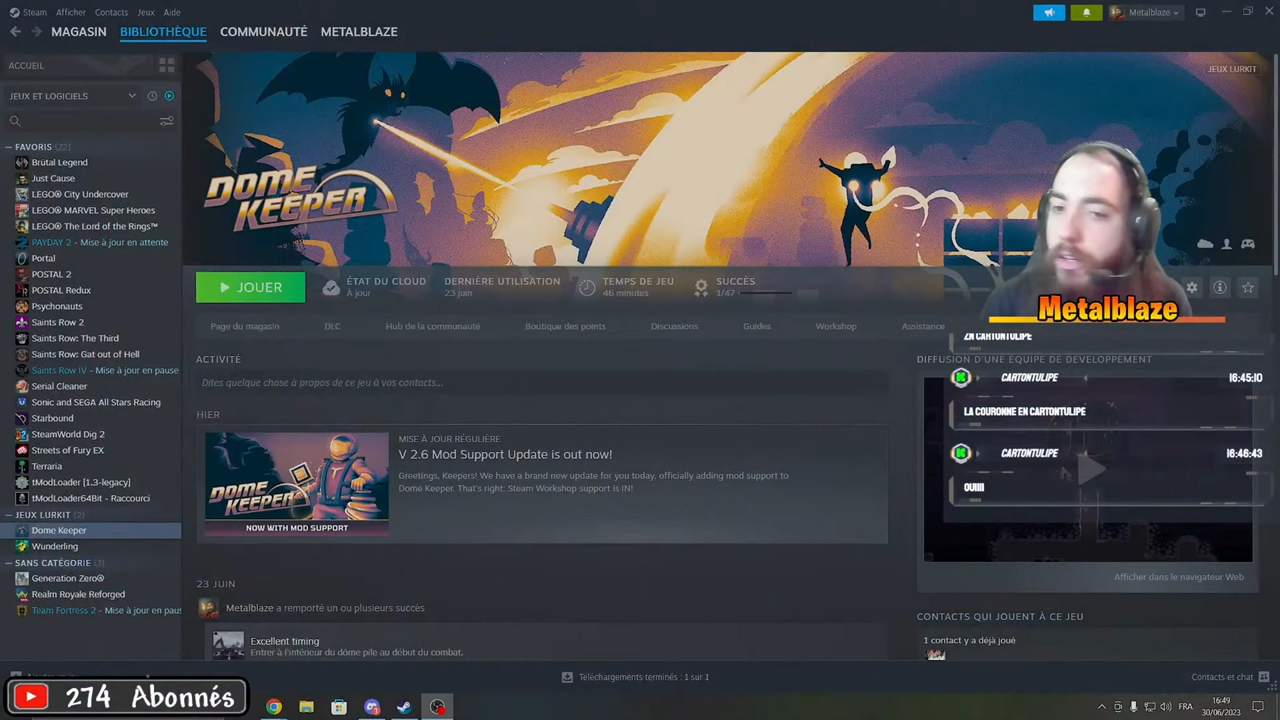 Steam Afficher Contacts Jeux Aide
Metalblaze
MAGASIN BIBLIOTHÈQUE COMMUNAUTÉ METALBLAZE
ACCUEIL
JEUX ET LOGICIELS
FAVORIS (22)
Brütal Legend
Just Cause
LEGO® City Undercover
LEGO® MARVEL Super Heroes
LEGO® The Lord of the Rings™
PAYDAY 2 - Mise à jour en attente
Portal
POSTAL 2
POSTAL Redux
Psychonauts
Saints Row 2
Saints Row: The Third
Saints Row: Gat out of Hell
Saints Row IV - Mise à jour en pause
Serial Cleaner
Sonic and SEGA All Stars Racing
Starbound
SteamWorld Dig 2
Streets of Fury EX
Terraria
tModLoader [1.3-legacy]
tModLoader64Bit - Raccourci
JEUX LURKIT (2)
Dome Keeper
Wunderling
SANS CATÉGORIE (3)
Generation Zero®
Realm Royale Reforged
Team Fortress 2 - Mise à jour en paus
JEUX LURKIT
DOME
KEEPER
JOUER
ÉTAT DU CLOUD
À jour
DERNIÈRE UTILISATION
23 juin
TEMPS DE JEU
46 minutes
SUCCÈS
1/47
Page du magasin DLC Hub de la communauté Boutique des points Discussions Guides Workshop Assistance
ACTIVITÉ
Dites quelque chose à propos de ce jeu à vos contacts...
HIER
DOME
KEEPER
NOW WITH MOD SUPPORT
MISE À JOUR RÉGULIÈRE
V 2.6 Mod Support Update is out now!
Greetings, Keepers! We have a brand new update for you today, officially adding mod support to
Dome Keeper. That's right: Steam Workshop support is IN!
23 JUIN
Metalblaze a remporté un ou plusieurs succès
Excellent timing
Entrer à l'intérieur du dôme pile au début du combat.
Metalblaze
2N CARTONTULIPE
DIFFUSION D'UNE ÉQUIPE DE DÉVELOPPEMENT
CARTONTULIPE 16:45:10
LA COURONNE EN CARTONTULIPE
CARTONTULIPE 16:46:43
OUIIII
Afficher dans le navigateur Web
CONTACTS QUI JOUENT À CE JEU
1 contact y a déjà joué
Téléchargements terminés : 1 sur 1
Contacts et chat
274 Abonnés
FRA
16:49
30/06/2023